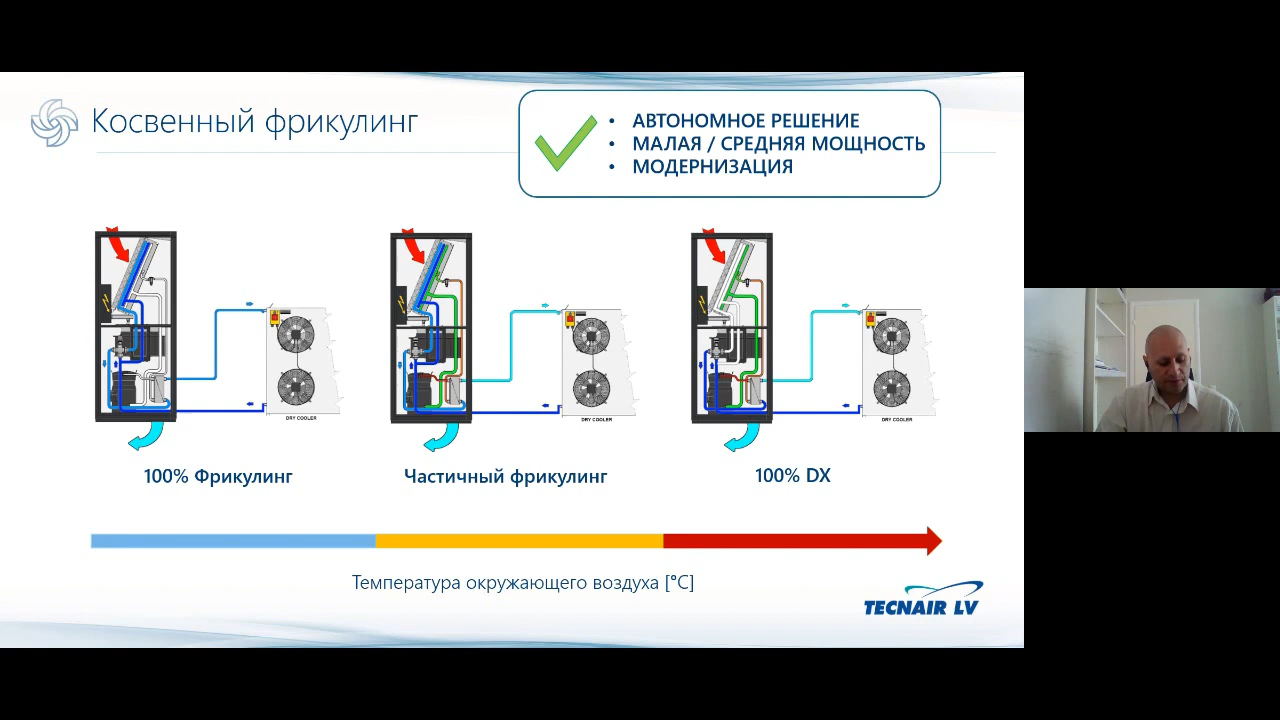 Косвенный фрикулинг
• АВТОНОМНОЕ РЕШЕНИЕ
• МАЛАЯ / СРЕДНЯЯ МОЩНОСТЬ
• МОДЕРНИЗАЦИЯ
DRY COOLER
DRY COOLER
DRY COOLER
100% Фрикулинг
Частичный фрикулинг
100% DX
Температура окружающего воздуха [°C]
TECNAIR LV